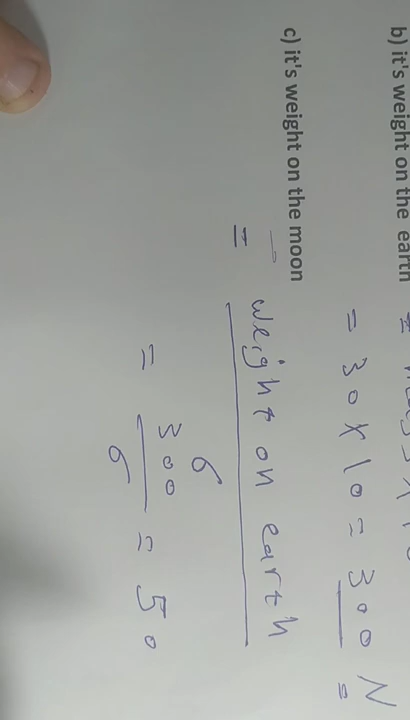 b) it's weight on the earth =
= 30 x 10 = 300 N =
c) it's weight on the moon
= weight on earth
6
= 300 = 50
6